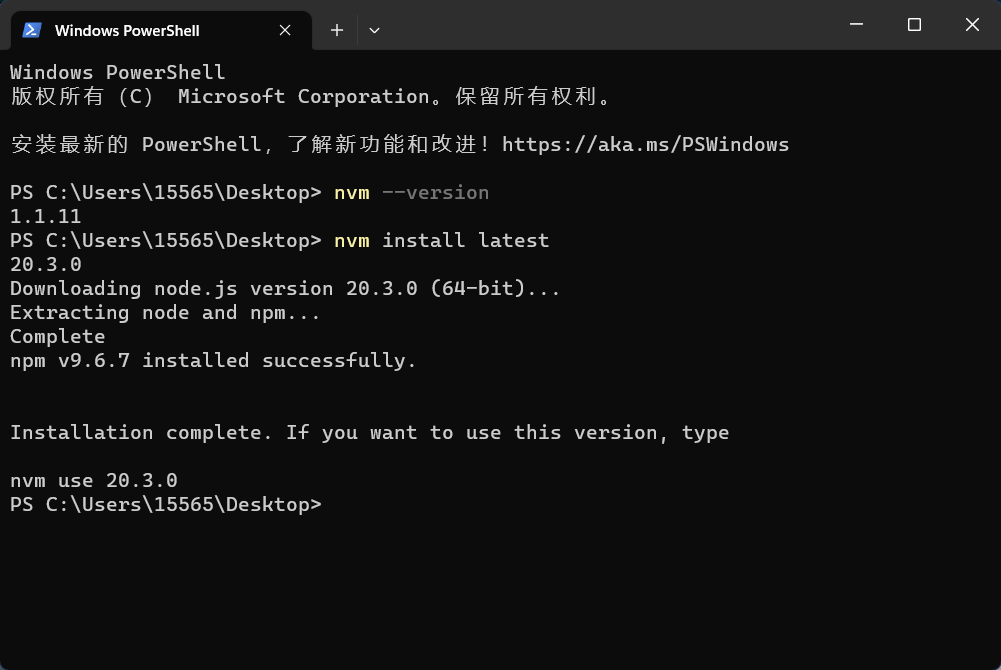 Windows PowerShell
Windows PowerShell
版权所有 (C) Microsoft Corporation。保留所有权利。
安装最新的 PowerShell，了解新功能和改进！https://aka.ms/PSWindows
PS C:\Users\15565\Desktop> nvm --version
1.1.11
PS C:\Users\15565\Desktop> nvm install latest
20.3.0
Downloading node.js version 20.3.0 (64-bit)...
Extracting node and npm...
Complete
npm v9.6.7 installed successfully.
Installation complete. If you want to use this version, type
nvm use 20.3.0
PS C:\Users\15565\Desktop>